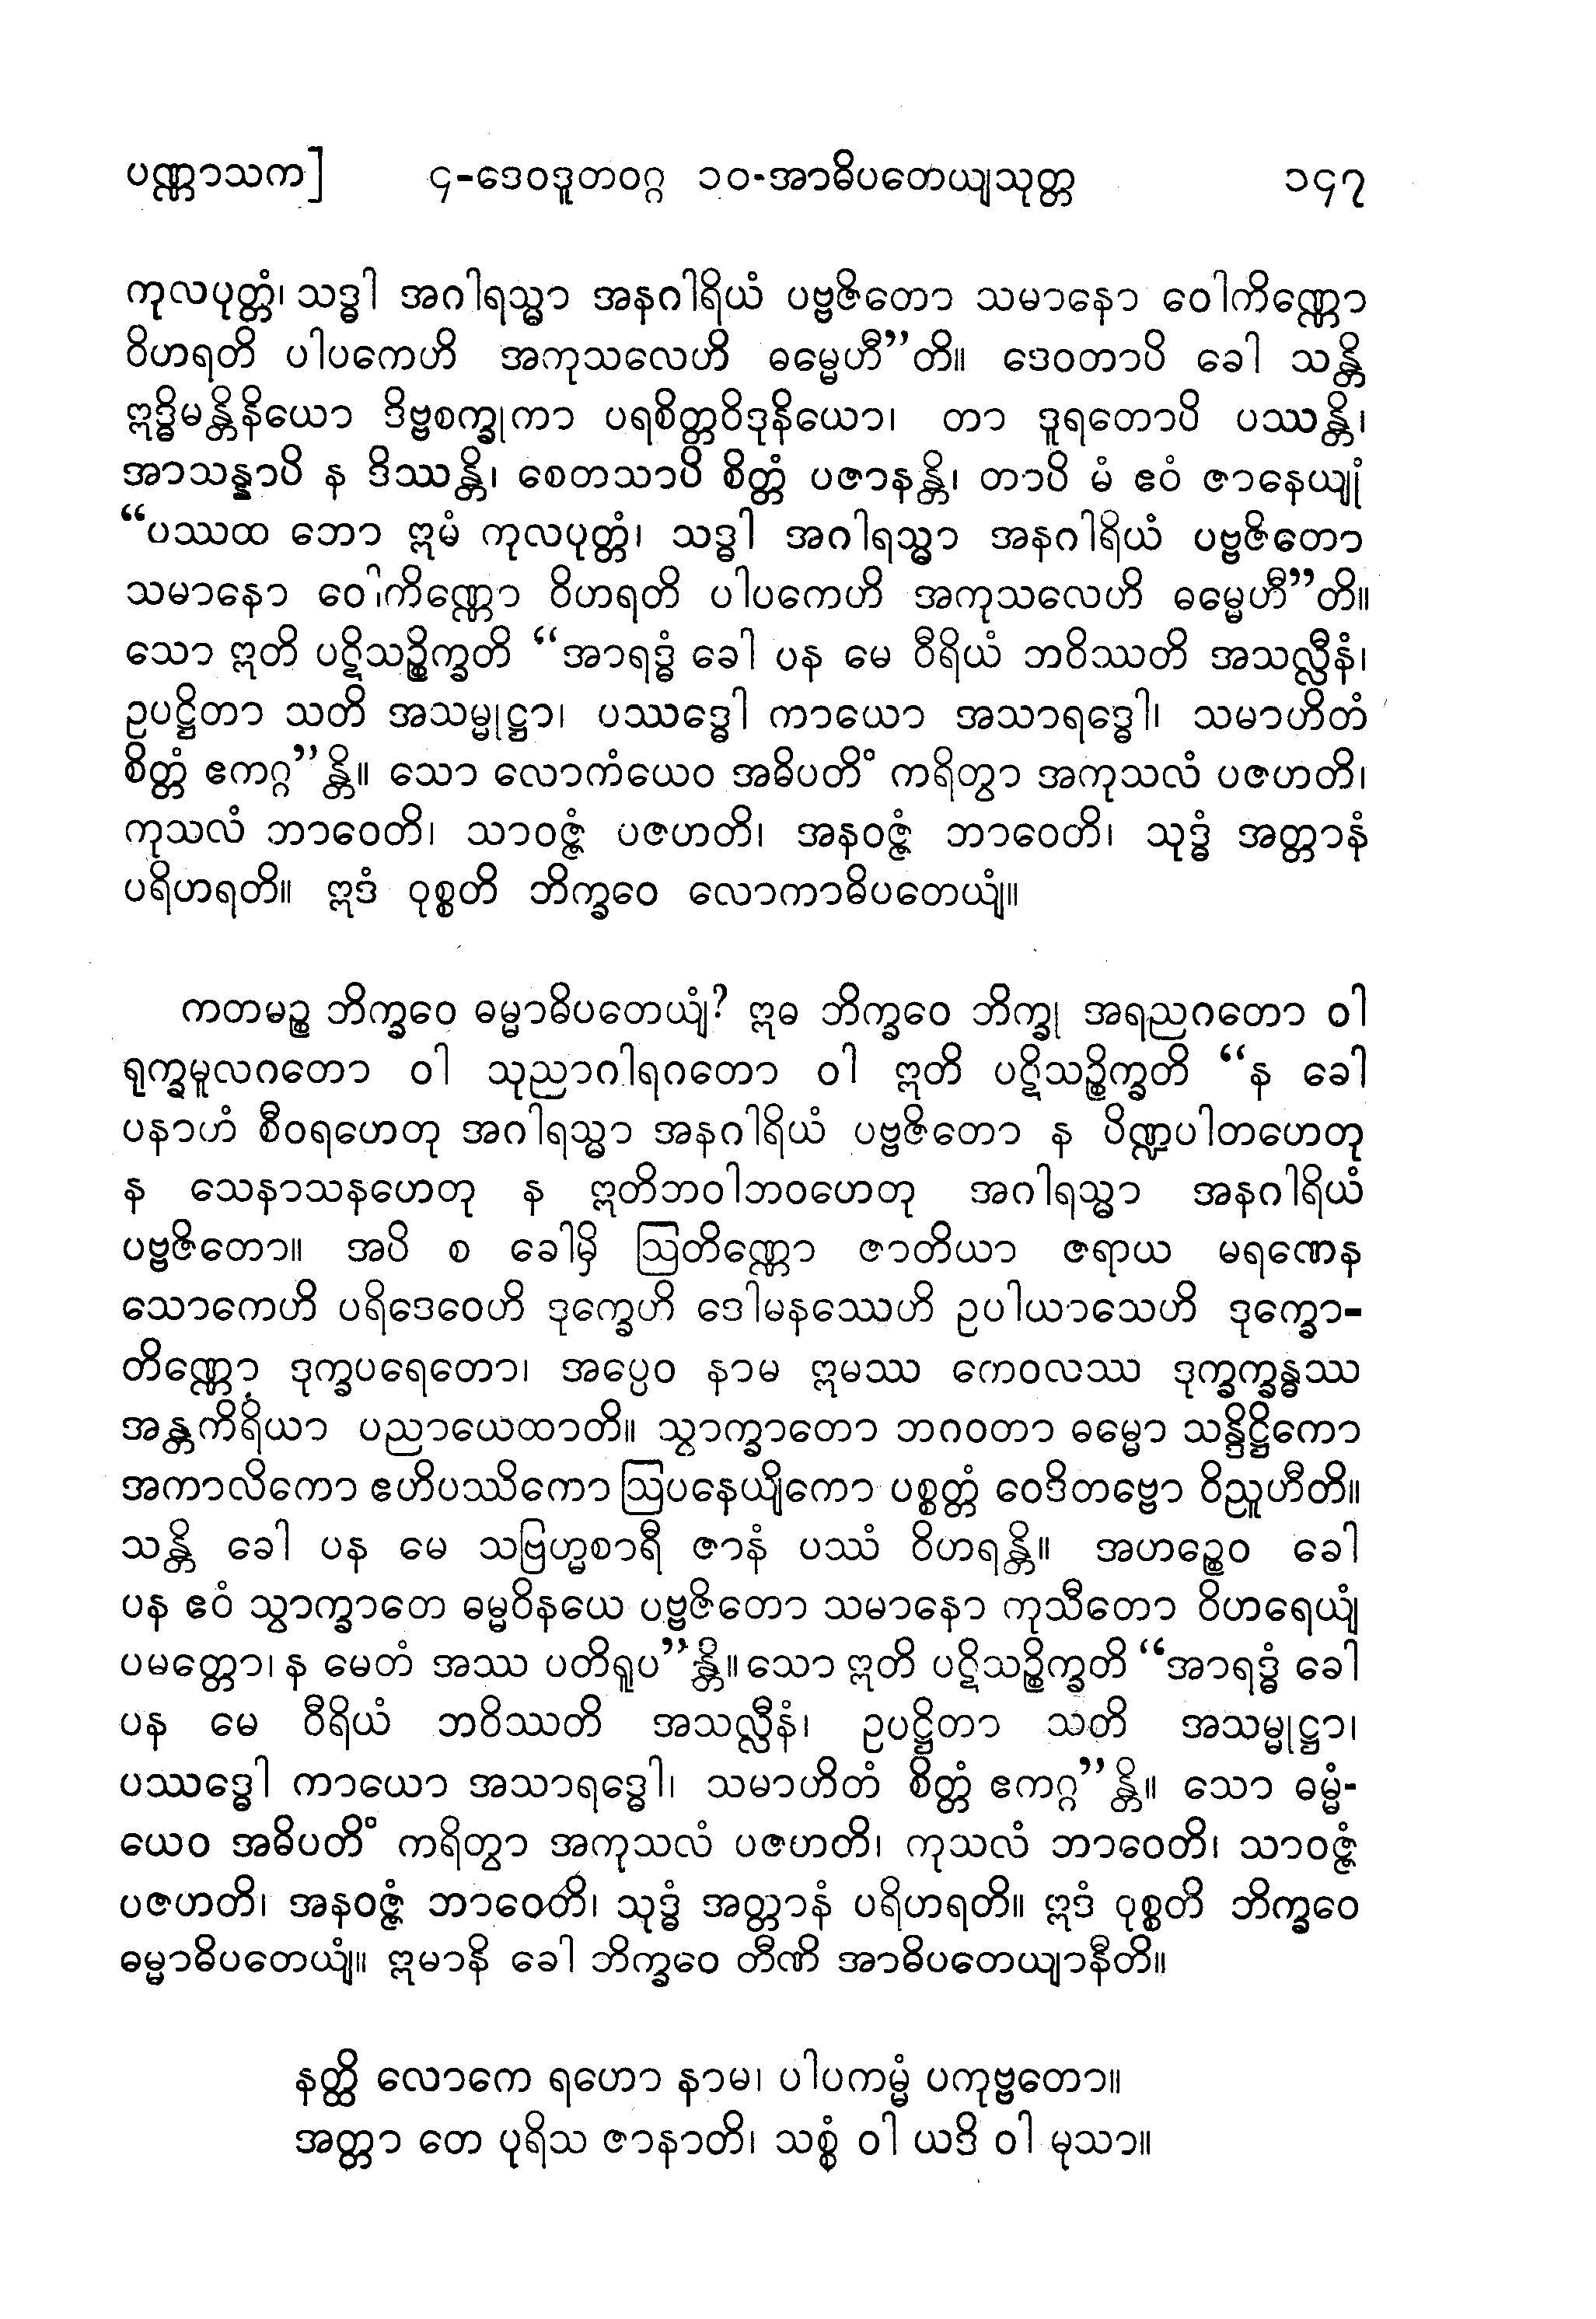 ပဏ္ဏာသက] ၄-ဒေဝဒူတဝဂ္ဂ ၁၀-အာဓိပတေယျသုတ္တ ၁၄၇
ကုလပုတ္တံ၊ သဒ္ဓါ အဂါရသ္မာ အနဂါရိယံ ပဗ္ဗဇိတော သမာနော ဝေါကိဏ္ဏော
ဝိဟရတိ ပါပကေဟိ အကုသလေဟိ ဓမ္မေဟီ”တိ။ ဒေဝတာပိ ခေါ သန္တိ
ဣဒ္ဓိမန္တိနိယော ဒိဗ္ဗစက္ခုကာ ပရစိတ္တဝိဒုနိယော၊ တာ ဒူရတောပိ ပဿန္တိ၊
အာသန္နာပိ န ဒိဿန္တိ၊ စေတသာပိ စိတ္တံ ပဇာနန္တိ၊ တာပိ မံ ဧဝံ ဇာနေယျုံ
“ပဿထ ဘော ဣမံ ကုလပုတ္တံ၊ သဒ္ဓါ အဂါရသ္မာ အနဂါရိယံ ပဗ္ဗဇိတော
သမာနော ဝေါကိဏ္ဏော ဝိဟရတိ ပါပကေဟိ အကုသလေဟိ ဓမ္မေဟီ”တိ။
သော ဣတိ ပဋိသဉ္စိက္ခတိ “အာရဒ္ဓံ ခေါ ပန မေ ဝီရိယံ ဘဝိဿတိ အသလ္လီနံ၊
ဥပဋ္ဌိတာ သတိ အသမ္မုဋ္ဌာ၊ ပဿဒ္ဓေါ ကာယော အသာရဒ္ဓေါ၊ သမာဟိတံ
စိတ္တံ ဧကဂ္ဂ”န္တိ။ သော လောကံယေဝ အဓိပတိံ ကရိတွာ အကုသလံ ပဇဟတိ၊
ကုသလံ ဘာဝေတိ၊ သာဝဇ္ဇံ ပဇဟတိ၊ အနဝဇ္ဇံ ဘာဝေတိ၊ သုဒ္ဓံ အတ္တာနံ
ပရိဟရတိ။ ဣဒံ ဝုစ္စတိ ဘိက္ခဝေ လောကာဓိပတေယျံ။
ကတမဉ္စ ဘိက္ခဝေ ဓမ္မာဓိပတေယျံ? ဣဓ ဘိက္ခဝေ ဘိက္ခု အရညဂတော ဝါ
ရုက္ခမူလဂတော ဝါ သုညာဂါရဂတော ဝါ ဣတိ ပဋိသဉ္စိက္ခတိ “န ခေါ
ပနာဟံ စီဝရဟေတု အဂါရသ္မာ အနဂါရိယံ ပဗ္ဗဇိတော န ပိဏ္ဍပါတဟေတု
န သေနာသနဟေတု န ဣတိဘဝါဘဝဟေတု အဂါရသ္မာ အနဂါရိယံ
ပဗ္ဗဇိတော။ အပိ စ ခေါမှိ ဩတိဏ္ဏော ဇာတိယာ ဇရာယ မရဏေန
သောကေဟိ ပရိဒေဝေဟိ ဒုက္ခေဟိ ဒေါမနဿေဟိ ဥပါယာသေဟိ ဒုက္ခော-
တိဏ္ဏော ဒုက္ခပရေတော၊ အပ္ပေဝ နာမ ဣမဿ ကေဝလဿ ဒုက္ခက္ခန္ဓဿ
အန္တကိရိယာ ပညာယေထာတိ။ သွာက္ခာတော ဘဂဝတာ ဓမ္မော သန္ဒိဋ္ဌိကော
အကာလိကော ဧဟိပဿိကော ဩပနေယျိကော ပစ္စတ္တံ ဝေဒိတဗ္ဗော ဝိညူဟီတိ။
သန္တိ ခေါ ပန မေ သဗြဟ္မစာရီ ဇာနံ ပဿံ ဝိဟရန္တိ။ အဟဉ္စေဝ ခေါ
ပန ဧဝံ သွာက္ခာတေ ဓမ္မဝိနယေ ပဗ္ဗဇိတော သမာနော ကုသီတော ဝိဟရေယျံ
ပမတ္တော၊ န မေတံ အဿ ပတိရူပ”န္တိ။ သော ဣတိ ပဋိသဉ္စိက္ခတိ “အာရဒ္ဓံ ခေါ
ပန မေ ဝီရိယံ ဘဝိဿတိ အသလ္လီနံ၊ ဥပဋ္ဌိတာ သတိ အသမ္မုဋ္ဌာ၊
ပဿဒ္ဓေါ ကာယော အသာရဒ္ဓေါ၊ သမာဟိတံ စိတ္တံ ဧကဂ္ဂ”န္တိ။ သော ဓမ္မံ-
ယေဝ အဓိပတိံ ကရိတွာ အကုသလံ ပဇဟတိ၊ ကုသလံ ဘာဝေတိ၊ သာဝဇ္ဇံ
ပဇဟတိ၊ အနဝဇ္ဇံ ဘာဝေတိ၊ သုဒ္ဓံ အတ္တာနံ ပရိဟရတိ။ ဣဒံ ဝုစ္စတိ ဘိက္ခဝေ
ဓမ္မာဓိပတေယျံ။ ဣမာနိ ခေါ ဘိက္ခဝေ တီဏိ အာဓိပတေယျာနီတိ။
နတ္ထိ လောကေ ရဟော နာမ၊ ပါပကမ္မံ ပကုဗ္ဗတော။
အတ္တာ တေ ပုရိသ ဇာနာတိ၊ သစ္စံ ဝါ ယဒိ ဝါ မုသာ။